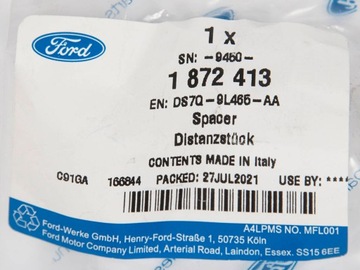 Ford
1 x
SN: -9450-
1 872 413
EN: DS7Q-9L465-AA
Spacer
Distanzstück
CONTENTS MADE IN Italy
C91GA 166844 PACKED: 27JUL2021 USE BY: ****
A4LPMS NO. MFL001
Ford-Werke GmbH, Henry-Ford-Straße 1, 50735 Köln
Ford Motor Company Limited, Arterial Road, Laindon, Essex. SS15 6EE